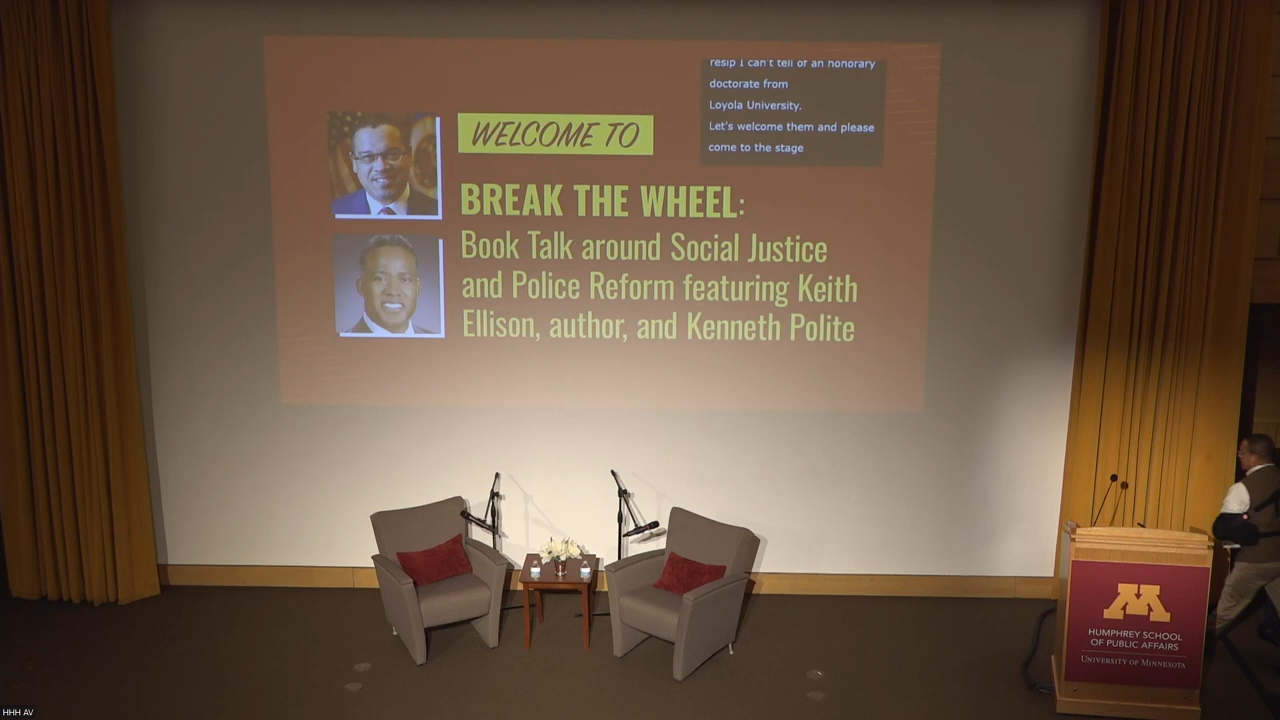 resip I can't tell of an honorary
doctorate from
Loyola University.
Let's welcome them and please
come to the stage
WELCOME TO
BREAK THE WHEEL:
Book Talk around Social Justice
and Police Reform featuring Keith
Ellison, author, and Kenneth Polite
M
HUMPHREY SCHOOL
OF PUBLIC AFFAIRS
UNIVERSITY OF MINNESOTA
HHH AV